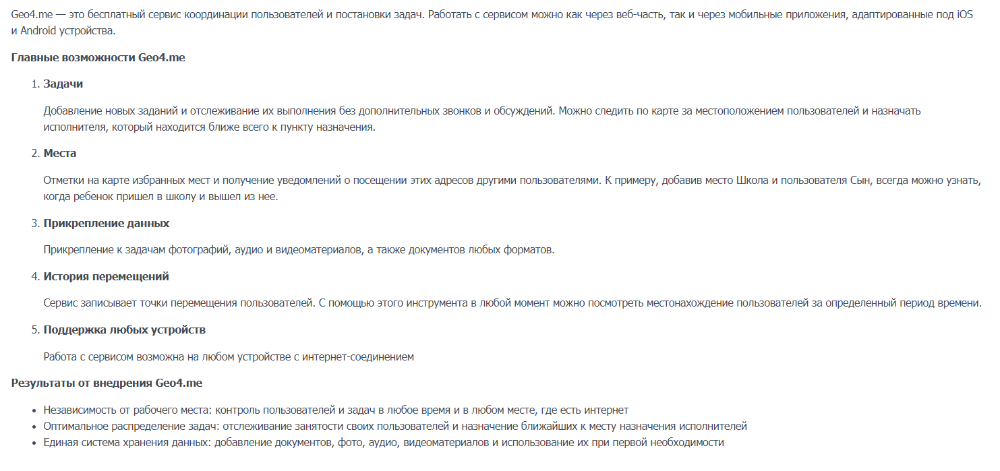 Geo4.me — это бесплатный сервис координации пользователей и постановки задач. Работать с сервисом можно как через веб-часть, так и через мобильные приложения, адаптированные под iOS
и Android устройства.
Главные возможности Geo4.me
1. Задачи
Добавление новых заданий и отслеживание их выполнения без дополнительных звонков и обсуждений. Можно следить по карте за местоположением пользователей и назначать
исполнителя, который находится ближе всего к пункту назначения.
2. Места
Отметки на карте избранных мест и получение уведомлений о посещении этих адресов другими пользователями. К примеру, добавив место Школа и пользователя Сын, всегда можно узнать,
когда ребенок пришел в школу и вышел из нее.
3. Прикрепление данных
Прикрепление к задачам фотографий, аудио и видеоматериалов, а также документов любых форматов.
4. История перемещений
Сервис записывает точки перемещения пользователей. С помощью этого инструмента в любой момент можно посмотреть местонахождение пользователей за определенный период времени.
5. Поддержка любых устройств
Работа с сервисом возможна на любом устройстве с интернет-соединением
Результаты от внедрения Geo4.me
• Независимость от рабочего места: контроль пользователей и задач в любое время и в любом месте, где есть интернет
• Оптимальное распределение задач: отслеживание занятости своих пользователей и назначение ближайших к месту назначения исполнителей
• Единая система хранения данных: добавление документов, фото, аудио, видеоматериалов и использование их при первой необходимости